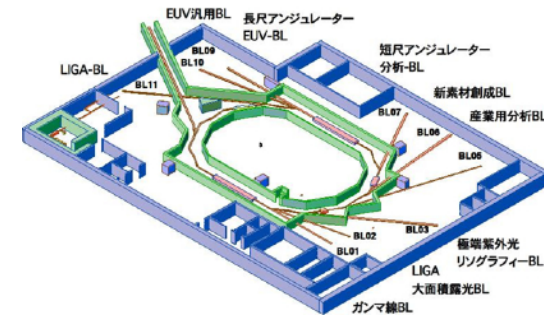 EUV汎用BL
長尺アンジュレーター
EUV-BL
短尺アンジュレーター
分析-BL
LIGA-BL
BL09
BL10
BL11
新素材創成BL
BL07
産業用分析BL
BL06
BL05
BL03
BL02
BL01
極端紫外光
リソグラフィーBL
LIGA
大面積露光BL
ガンマ線BL